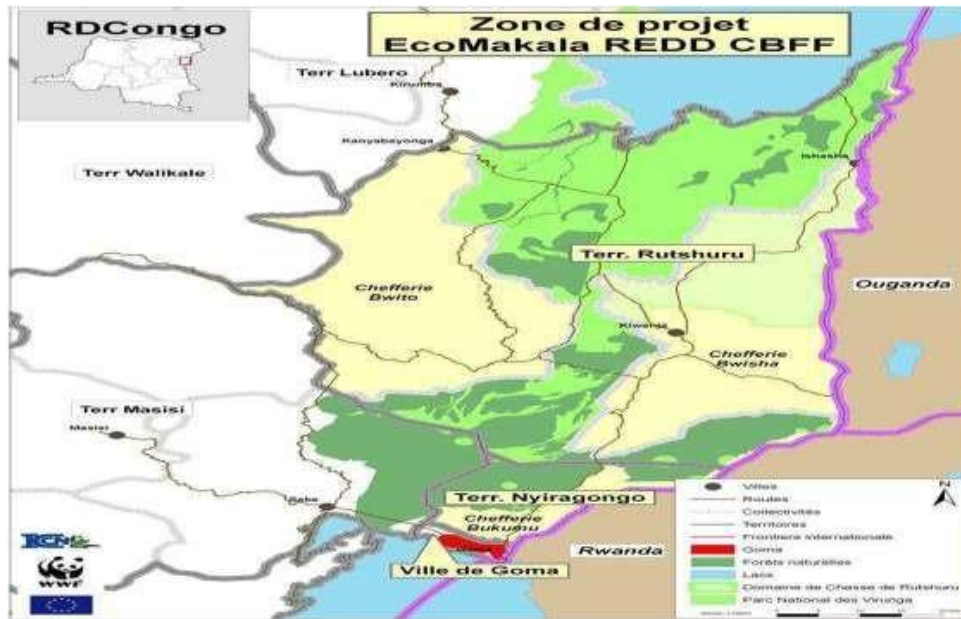 RDCongo
Zone de projet
EcoMakala REDD CBFF
Terr Lubero
Kirumba
Kanyabayonga
Terr Walikale
Ishasha
Terr. Rutshuru
Ouganda
Chefferie
Bwito
Kiwanja
Chefferie
Bwisha
Terr Masisi
Masisi
Sake
Terr. Nyiragongo
Chefferie
Bukumu
Ville de Goma
Rwanda
WWF
N
Villes
Routes
Collectivités
Territoires
Frontiere internationale
Goma
Forêts naturelles
Lacs
Domaine de Chasse de Rutshuru
Parc National des Virunga